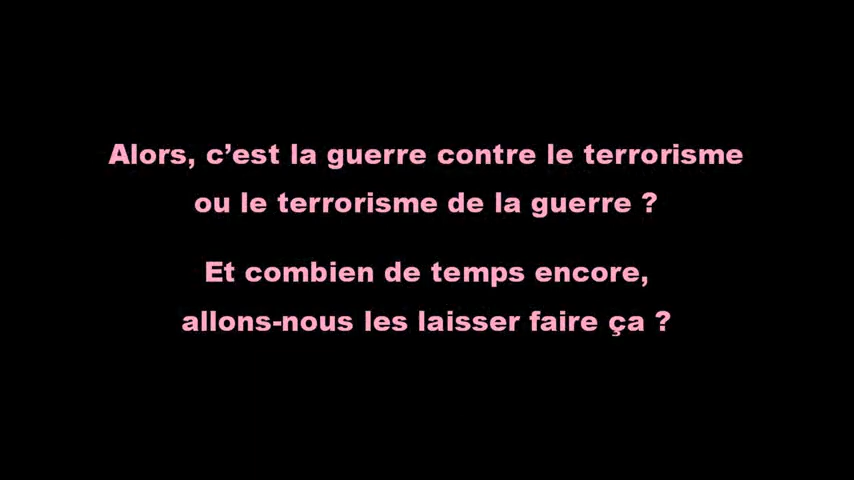 Alors, c’est la guerre contre le terrorisme
ou le terrorisme de la guerre ?
Et combien de temps encore,
allons-nous les laisser faire ça ?